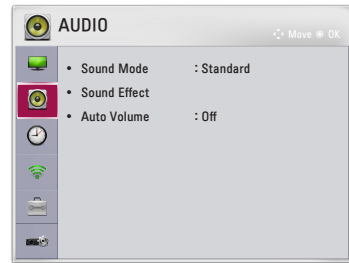 AUDIO
Move OK
• Sound Mode : Standard
• Sound Effect
• Auto Volume : Off